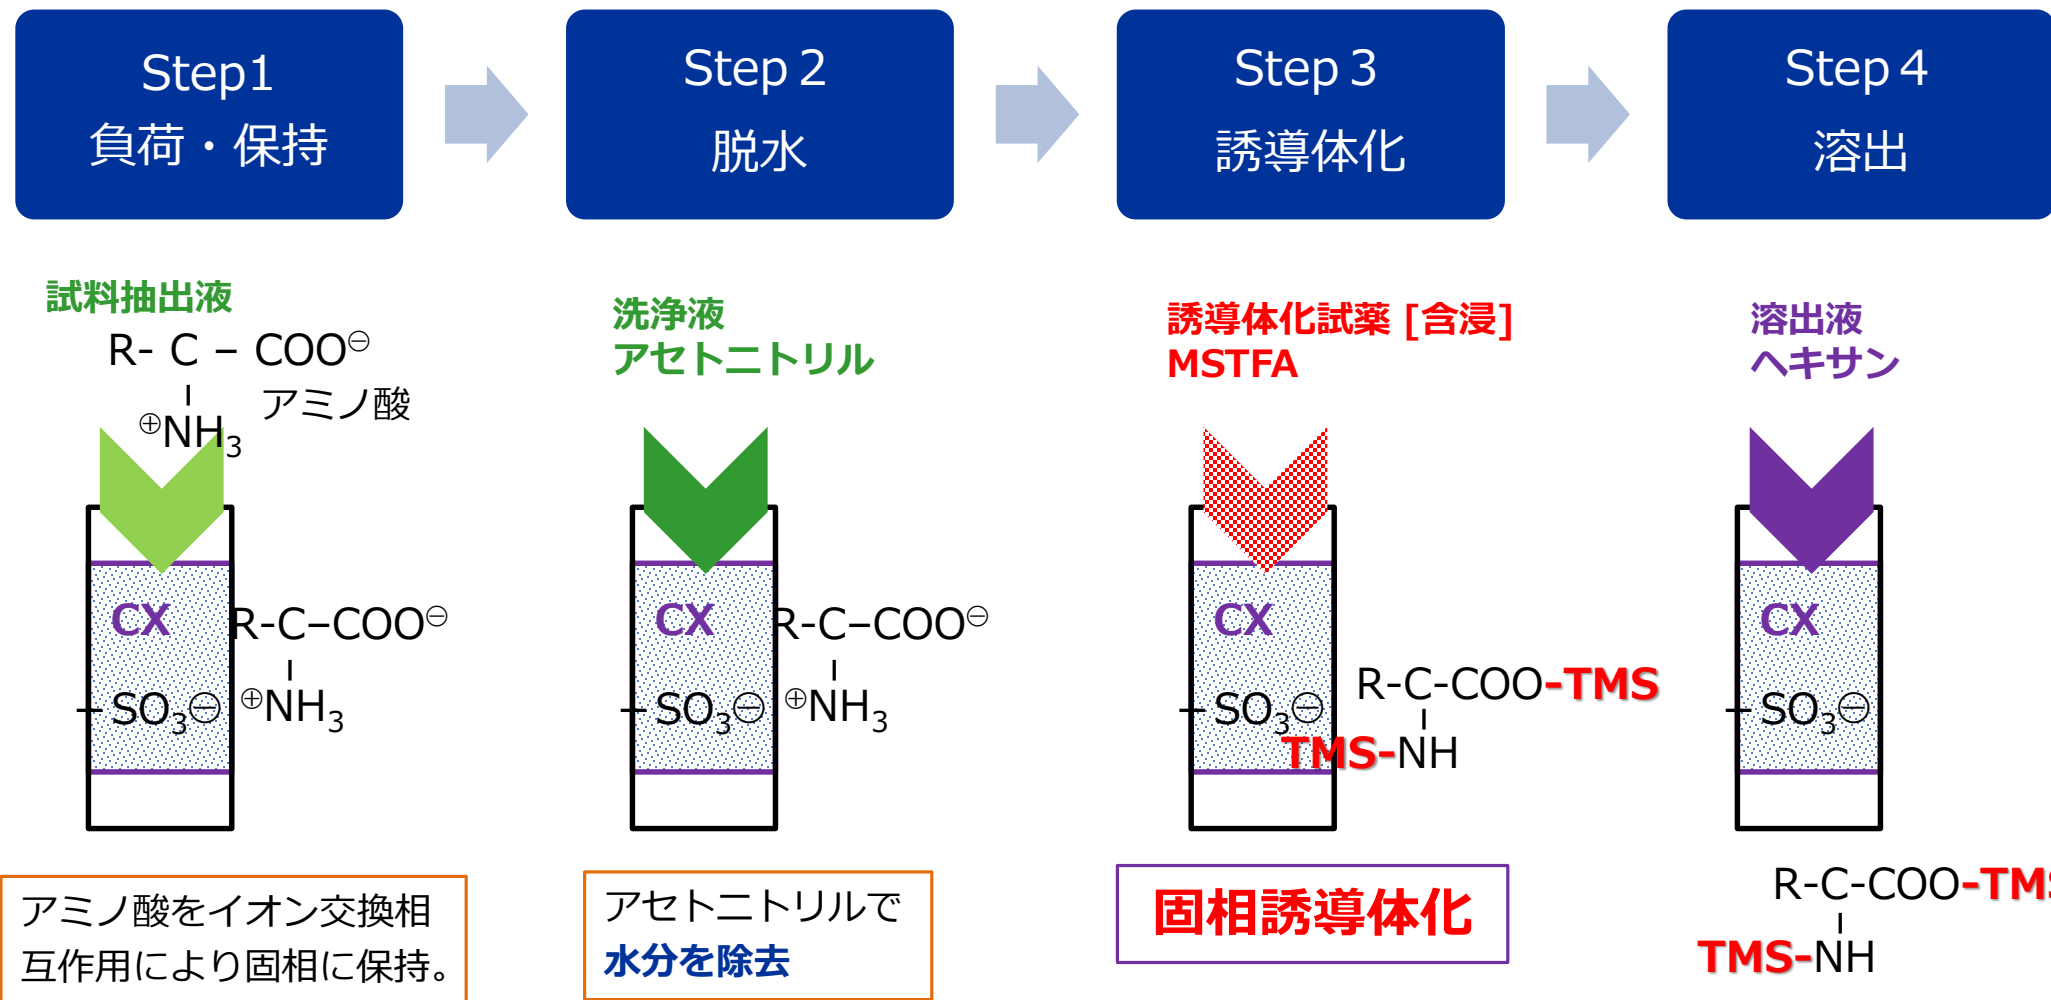 Step1
負荷・保持
Step 2
脱水
Step 3
誘導体化
Step 4
溶出
試料抽出液
R- C – COO⊖
⊕NH3
アミノ酸
CX
R-C–COO⊖
–SO3⊖ ⊕NH3
アミノ酸をイオン交換相
互作用により固相に保持。
洗浄液
アセトニトリル
CX
R-C–COO⊖
–SO3⊖ ⊕NH3
アセトニトリルで
水分を除去
誘導体化試薬 [含浸]
MSTFA
CX
R-C-COO-TMS
–SO3⊖
TMS-NH
固相誘導体化
溶出液
ヘキサン
CX
–SO3⊖
R-C-COO-TMS
TMS-NH